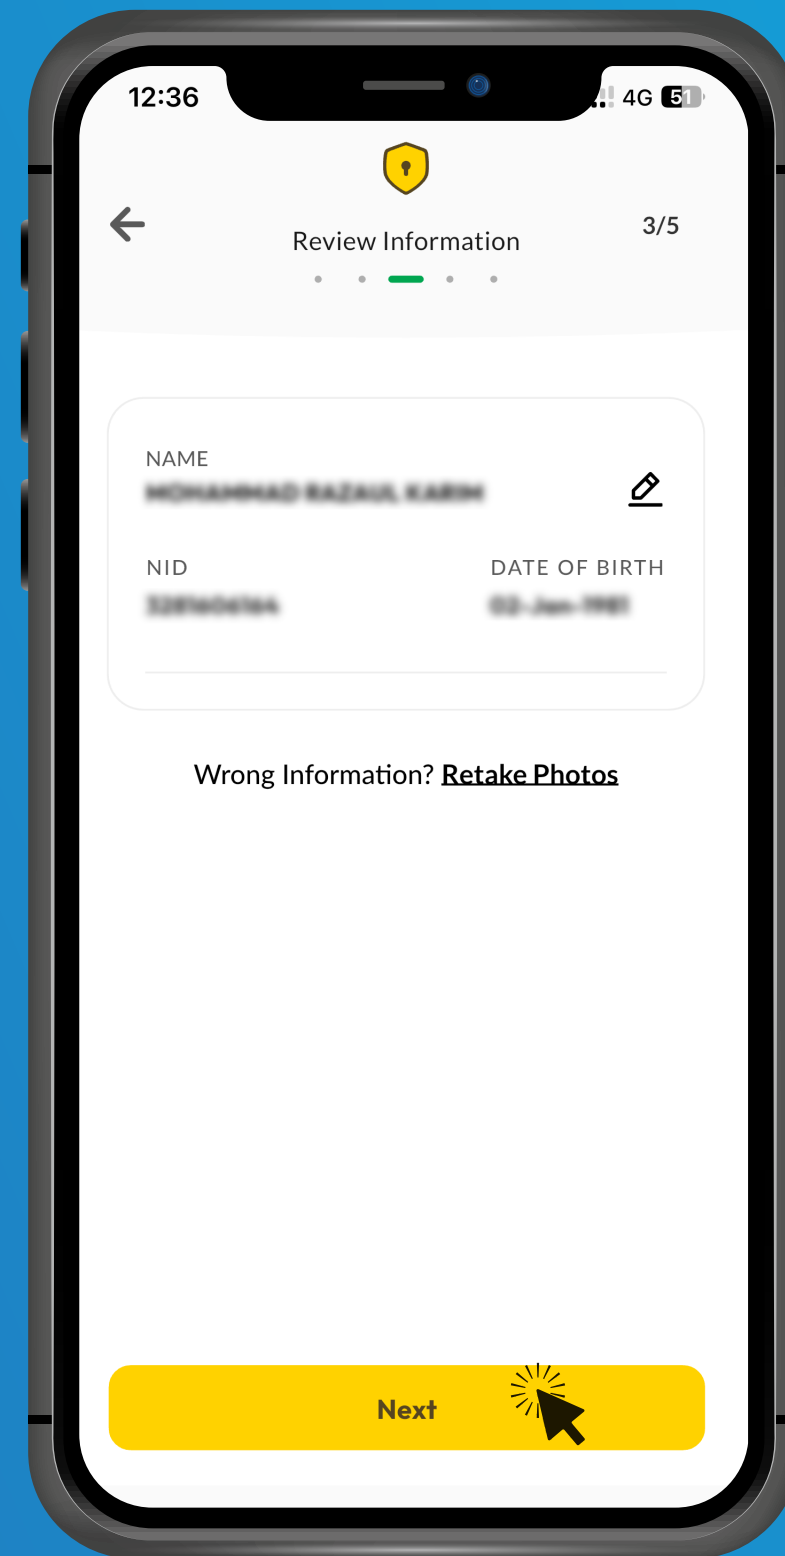 12:36
4G 51
3/5
Review Information
NAME
NID
DATE OF BIRTH
Wrong Information? Retake Photos
Next